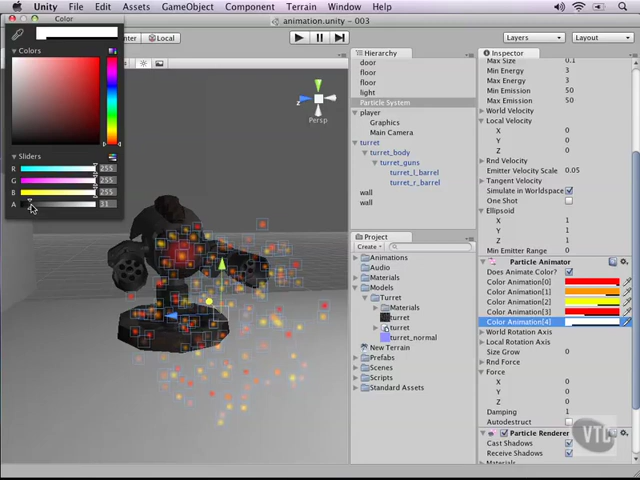 Unity File Edit Assets GameObject Component Terrain Window Help
animation.unity - 003
Color
Colors
Sliders
R 255
G 255
B 255
A 31
Local
Layers
Layout
Persp
Hierarchy
door
floor
floor
light
Particle System
player
Graphics
Main Camera
turret
turret_body
turret_guns
turret_l_barrel
turret_r_barrel
wall
wall
Project
Create
Animations
Audio
Materials
Models
Turret
Materials
turret
turret
turret_normal
New Terrain
Prefabs
Scenes
Scripts
Standard Assets
Inspector
Max Size 0.1
Min Energy 3
Max Energy 3
Min Emission 50
Max Emission 50
World Velocity
Local Velocity
X 0
Y 0
Z 0
Rnd Velocity
Emitter Velocity Scale 0.05
Tangent Velocity
Simulate in Worldspace
One Shot
Ellipsoid
X 1
Y 1
Z 1
Min Emitter Range 0
Particle Animator
Does Animate Color?
Color Animation[0]
Color Animation[1]
Color Animation[2]
Color Animation[3]
Color Animation[4]
World Rotation Axis
Local Rotation Axis
Size Grow 0
Rnd Force
Force
X 0
Y 0
Z 0
Damping 1
Autodestruct
Particle Renderer
Cast Shadows
Receive Shadows
Materials
VTC